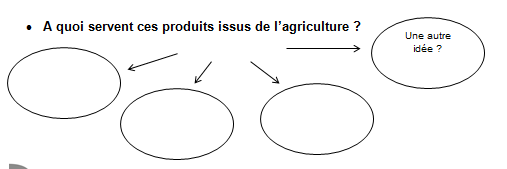 • A quoi servent ces produits issus de l’agriculture ?
Une autre
idée ?